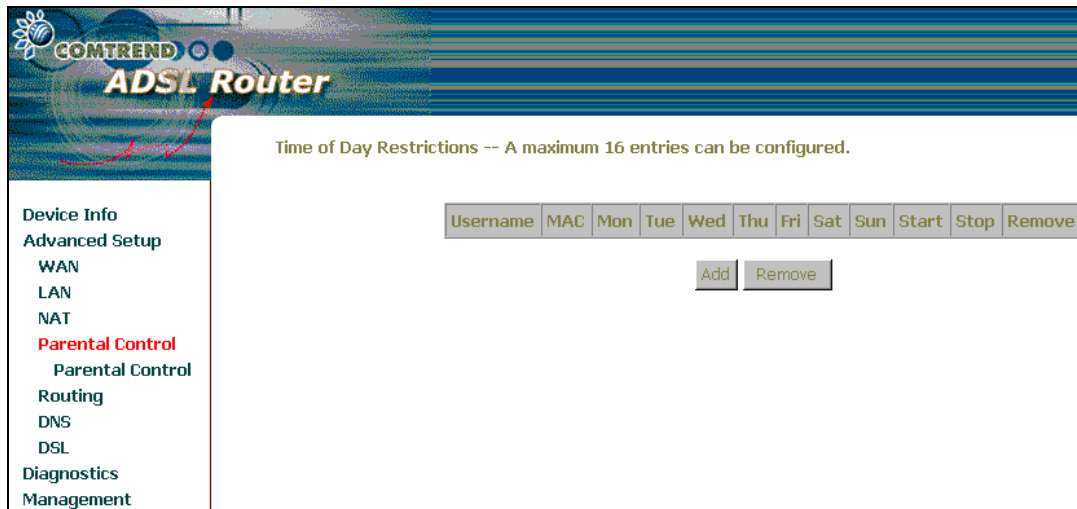 COMTREND
ADSL Router
Time of Day Restrictions -- A maximum 16 entries can be configured.
Username MAC Mon Tue Wed Thu Fri Sat Sun Start Stop Remove
Add Remove
Device Info
Advanced Setup
WAN
LAN
NAT
Parental Control
Parental Control
Routing
DNS
DSL
Diagnostics
Management